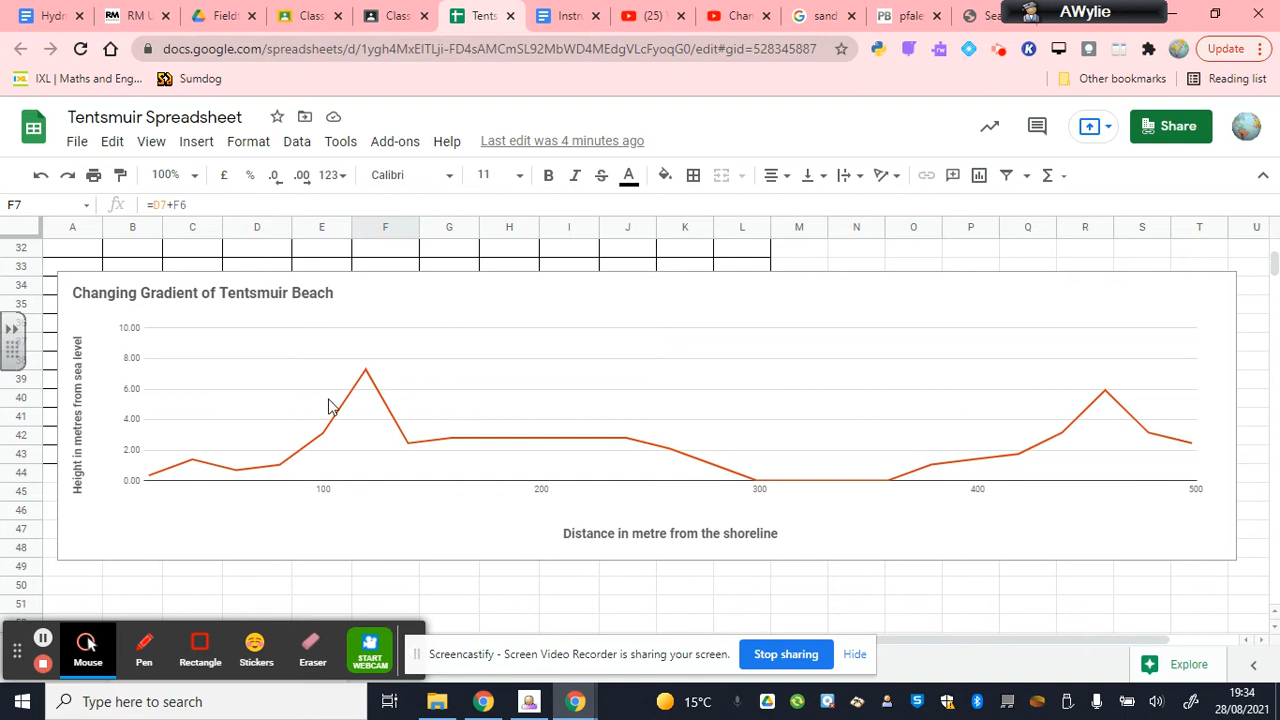 Hydr
RM U
Fields
Class
Class
Tents
Instr
(25) Y
Chan
sand
pfale
Sea
AWylie
docs.google.com/spreadsheets/d/1ygh4MxElTLji-FD4sAMCmSL92MbWD4MEdgVLcFyoqG0/edit#gid=528345887
Update
IXL | Maths and Eng...
Sumdog
Other bookmarks
Reading list
Tentsmuir Spreadsheet
File Edit View Insert Format Data Tools Add-ons Help Last edit was 4 minutes ago
Share
100% £ % .0 .00 123 Calibri 11 B I S A
F7 fx =D7+F6
A B C D E F G H I J K L M N O P Q R S T U
32
33
34
35
39
40
41
42
43
44
45
46
47
48
49
50
51
Changing Gradient of Tentsmuir Beach
Height in metres from sea level
10.00
8.00
6.00
4.00
2.00
0.00
100 200 300 400 500
Distance in metre from the shoreline
Mouse Pen Rectangle Stickers Eraser START WEBCAM
Screencastify - Screen Video Recorder is sharing your screen. Stop sharing Hide
Explore
Type here to search
15°C
19:34
28/08/2021